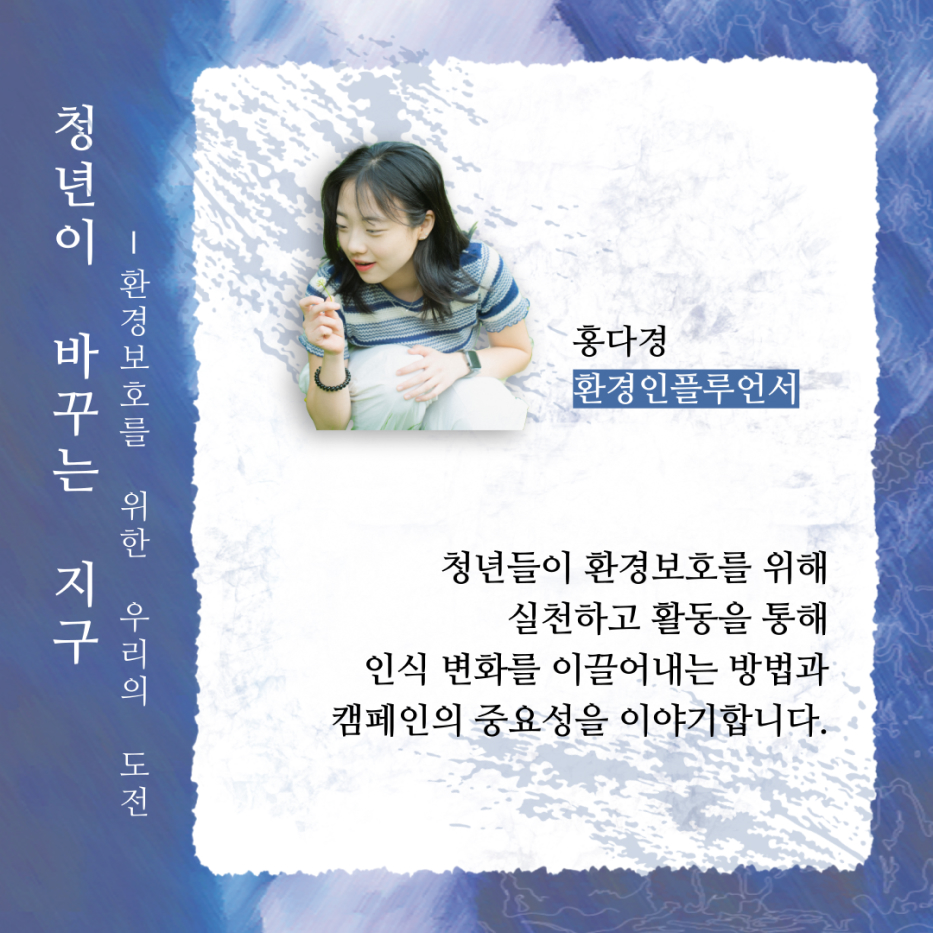 청년이 바꾸는 지구
- 환경보호를 위한 우리의 도전
홍다경
환경인플루언서
청년들이 환경보호를 위해
실천하고 활동을 통해
인식 변화를 이끌어내는 방법과
캠페인의 중요성을 이야기합니다.